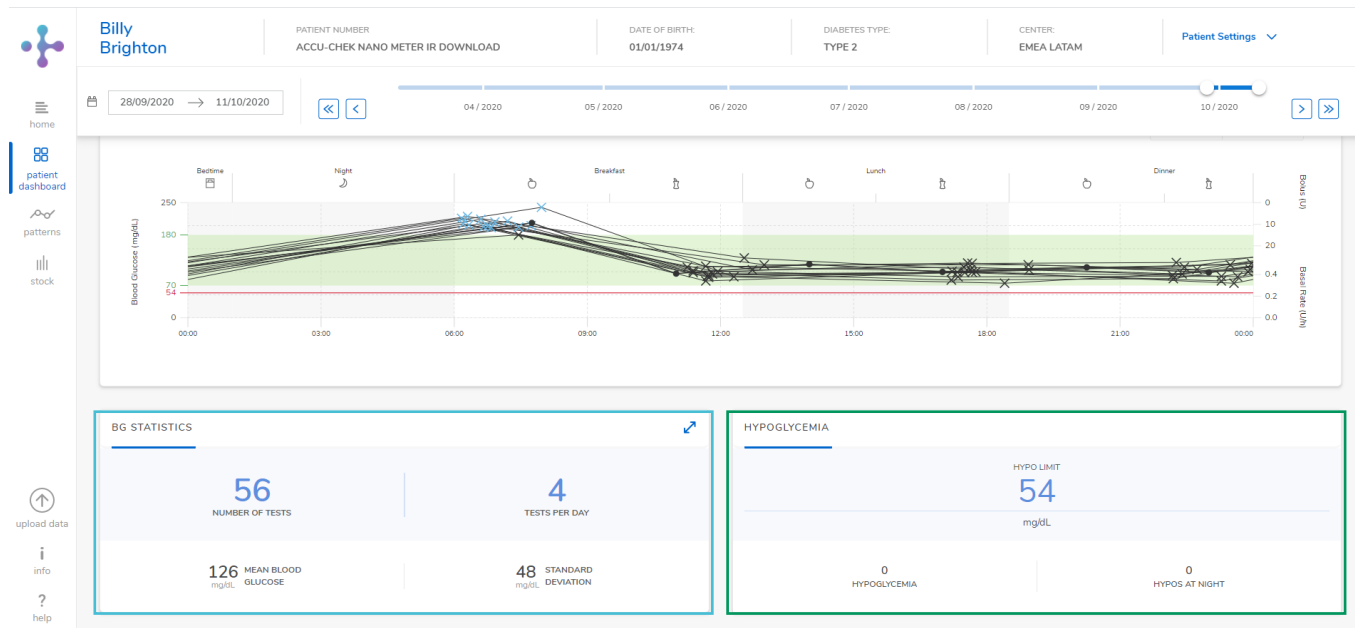 Billy
Brighton
PATIENT NUMBER
ACCU-CHEK NANO METER IR DOWNLOAD
DATE OF BIRTH:
01/01/1974
DIABETES TYPE:
TYPE 2
CENTER:
EMEA LATAM
Patient Settings
28/09/2020 → 11/10/2020
04 / 2020 05 / 2020 06 / 2020 07 / 2020 08 / 2020 09 / 2020 10 / 2020
home
patient
dashboard
patterns
stock
upload data
info
help
Bedtime Night Breakfast Lunch Dinner
Blood Glucose (mg/dL)
250
180
70
54
0
Bolus (U)
0
10
20
Basal Rate (U/h)
0.4
0.2
0.0
00:00 03:00 06:00 09:00 12:00 15:00 18:00 21:00 00:00
BG STATISTICS
56
NUMBER OF TESTS
4
TESTS PER DAY
126 mg/dL MEAN BLOOD GLUCOSE
48 mg/dL STANDARD DEVIATION
HYPOGLYCEMIA
HYPO LIMIT
54
mg/dL
0
HYPOGLYCEMIA
0
HYPOS AT NIGHT